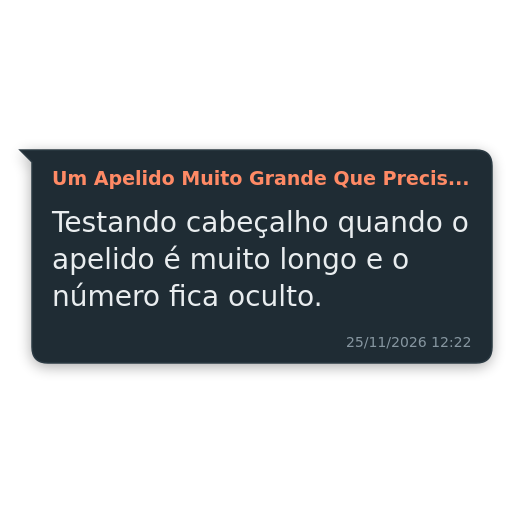 Um Apelido Muito Grande Que Precis...
Testando cabeçalho quando o
apelido é muito longo e o
número fica oculto.
25/11/2026 12:22